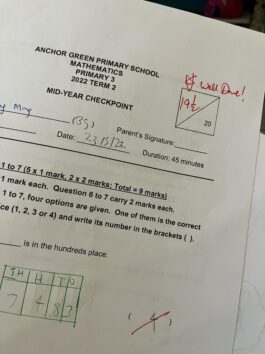 ANCHOR GREEN PRIMARY SCHOOL
MATHEMATICS
PRIMARY 3
2022 TERM 2
MID-YEAR CHECKPOINT
Well Done!
19½
20
Parent's Signature:
Date: 23/5/22
Duration: 45 minutes
1 to 7 (5 x 1 mark, 2 x 2 marks; Total = 9 marks)
1 mark each. Question 6 to 7 carry 2 marks each.
1 to 7, four options are given. One of them is the correct
ce (1, 2, 3 or 4) and write its number in the brackets ( ).
is in the hundreds place.
TH H T O
7 4 8 3
( 4 )